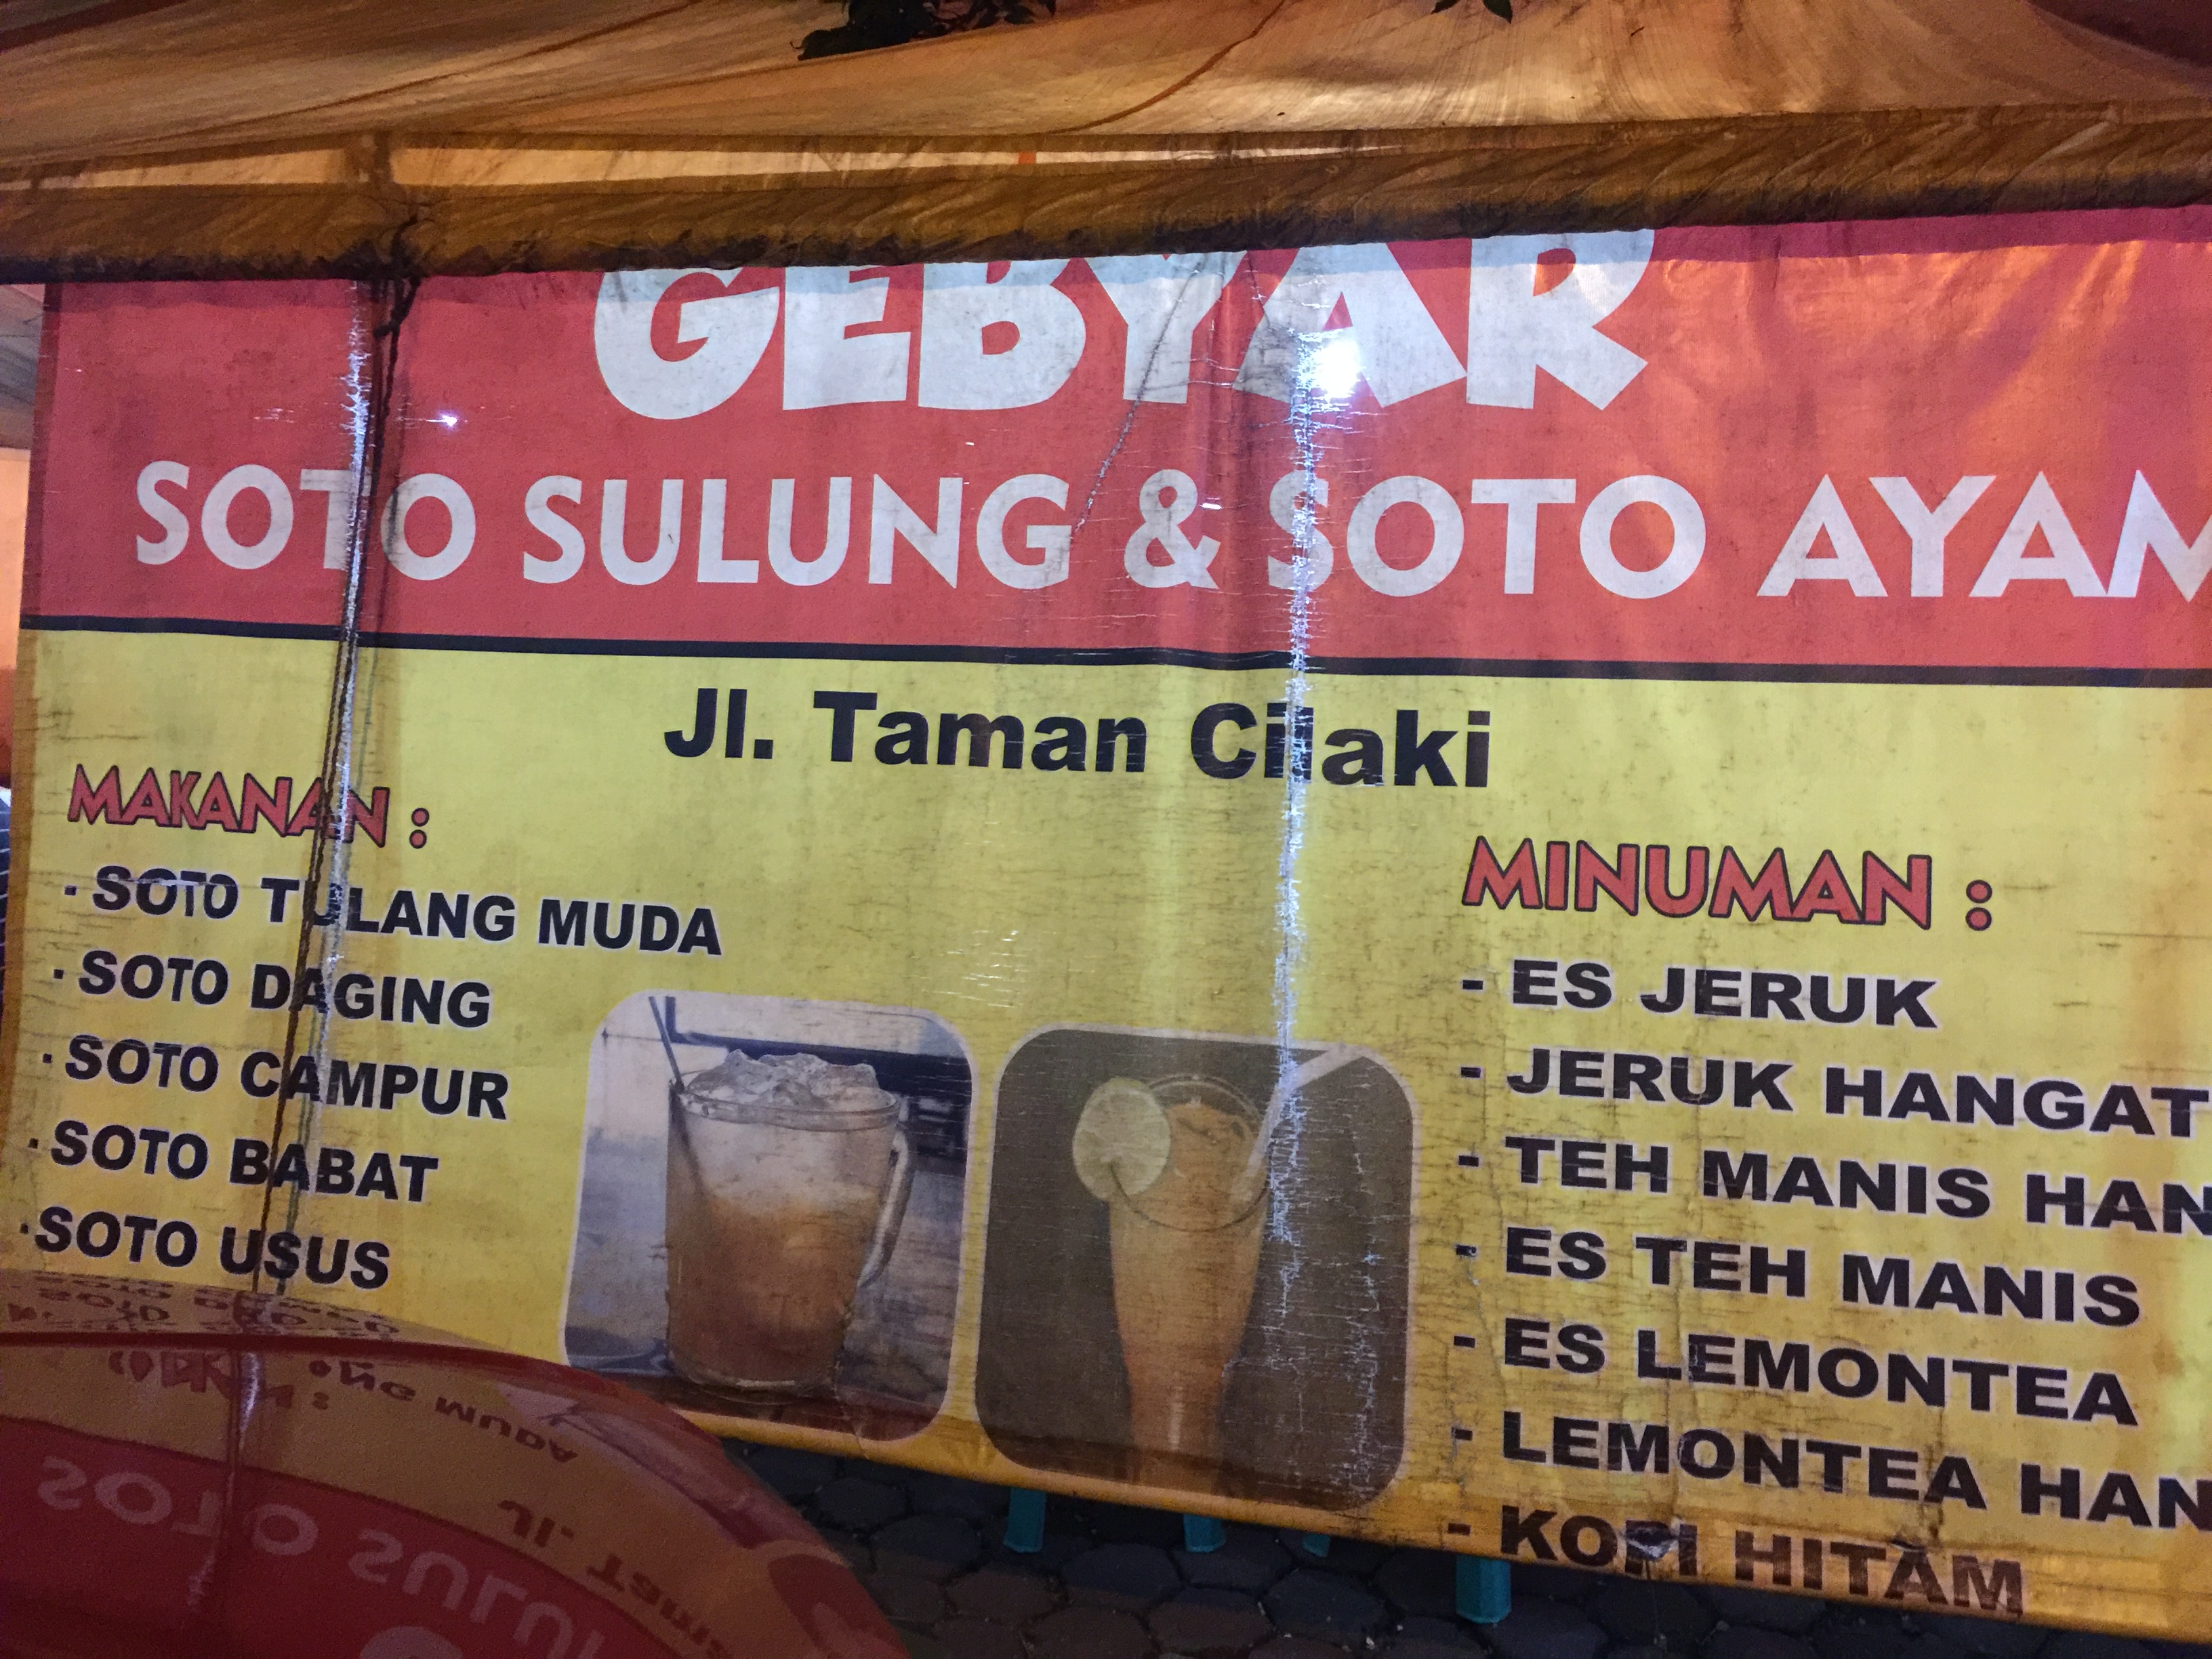 GEBYAR
SOTO SULUNG & SOTO AYAM
Jl. Taman Cilaki
MAKANAN :
- SOTO TULANG MUDA
- SOTO DAGING
- SOTO CAMPUR
- SOTO BABAT
- SOTO USUS
MINUMAN :
- ES JERUK
- JERUK HANGAT
- TEH MANIS HAN
- ES TEH MANIS
- ES LEMONTEA
- LEMONTEA HAN
- KOPI HITAM